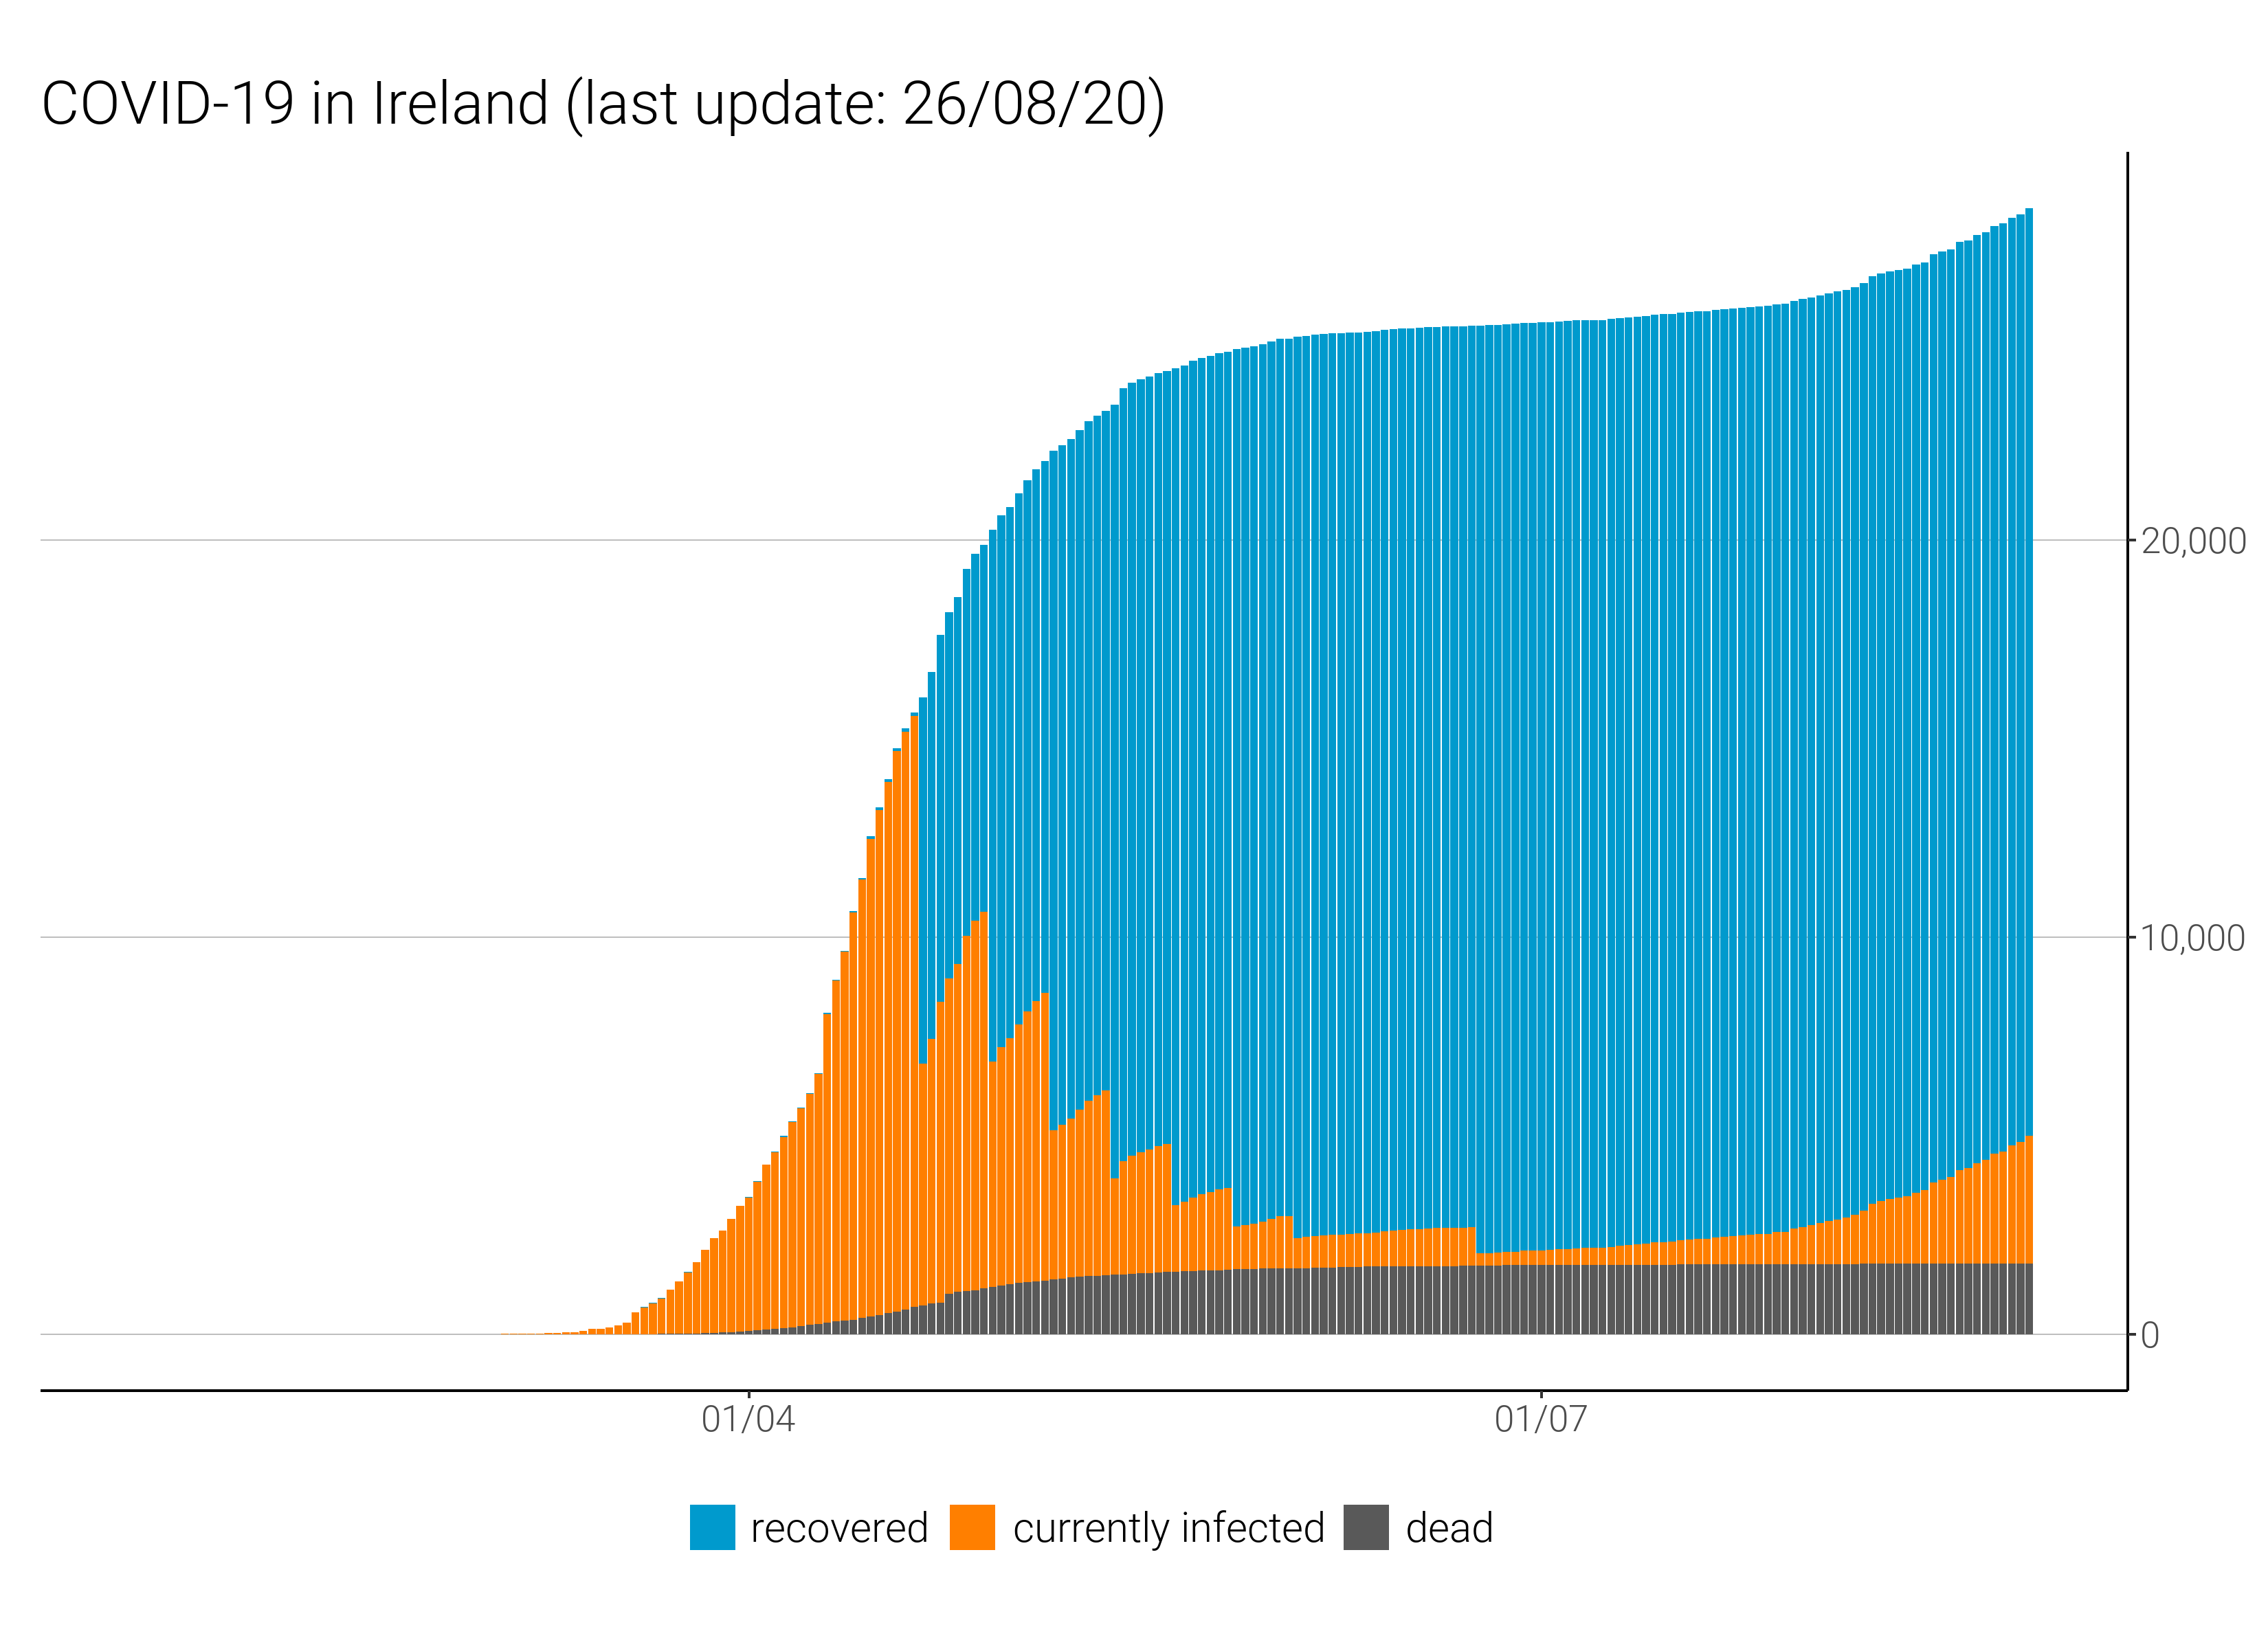 COVID-19 in Ireland (last update: 26/08/20)
20,000
10,000
0
01/04 01/07
recovered currently infected dead